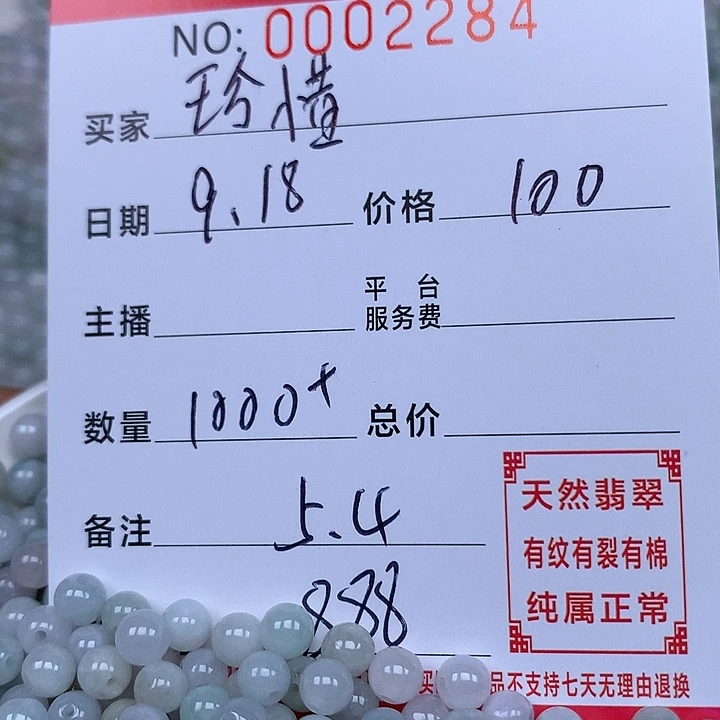 NO: 0002284
买家 珍惜
日期 9.18 价格 100
主播 平台服务费
数量 1000+ 总价
备注 5.4
888
天然翡翠
有纹有裂有棉
纯属正常
品不支持七天无理由退换